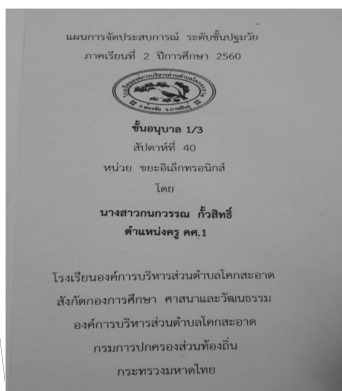 แผนการจัดประสบการณ์ ระดับชั้นปฐมวัย
ภาคเรียนที่ 2 ปีการศึกษา 2560
ชั้นอนุบาล 1/3
สัปดาห์ที่ 40
หน่วย ขยะอิเล็กทรอนิกส์
โดย
นางสาวกนกวรรณ กั้วสิทธิ์
ตำแหน่งครู คศ.1
โรงเรียนองค์การบริหารส่วนตำบลโคกสะอาด
สังกัดกองการศึกษา ศาสนาและวัฒนธรรม
องค์การบริหารส่วนตำบลโคกสะอาด
กรมการปกครองส่วนท้องถิ่น
กระทรวงมหาดไทย